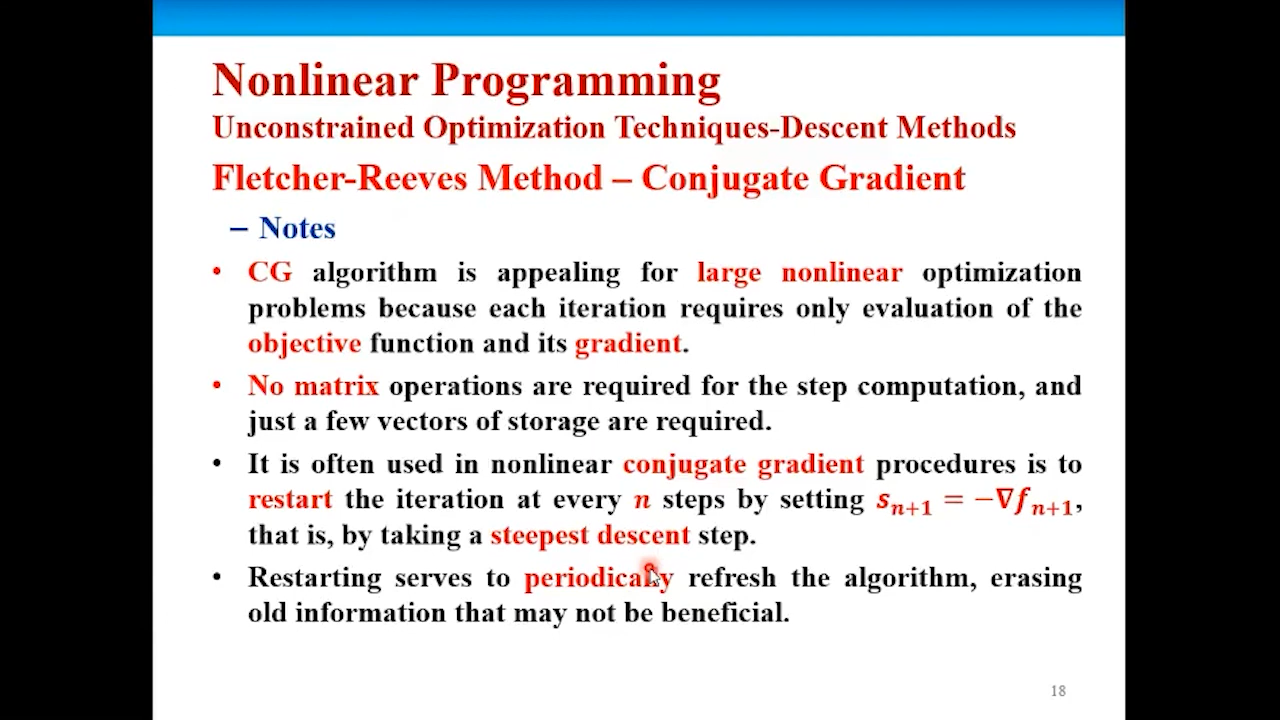 Nonlinear Programming
Unconstrained Optimization Techniques-Descent Methods
Fletcher-Reeves Method – Conjugate Gradient
– Notes
• CG algorithm is appealing for large nonlinear optimization
problems because each iteration requires only evaluation of the
objective function and its gradient.
• No matrix operations are required for the step computation, and
just a few vectors of storage are required.
• It is often used in nonlinear conjugate gradient procedures is to
restart the iteration at every n steps by setting sₙ₊₁ = −∇fₙ₊₁,
that is, by taking a steepest descent step.
• Restarting serves to periodically refresh the algorithm, erasing
old information that may not be beneficial.
18